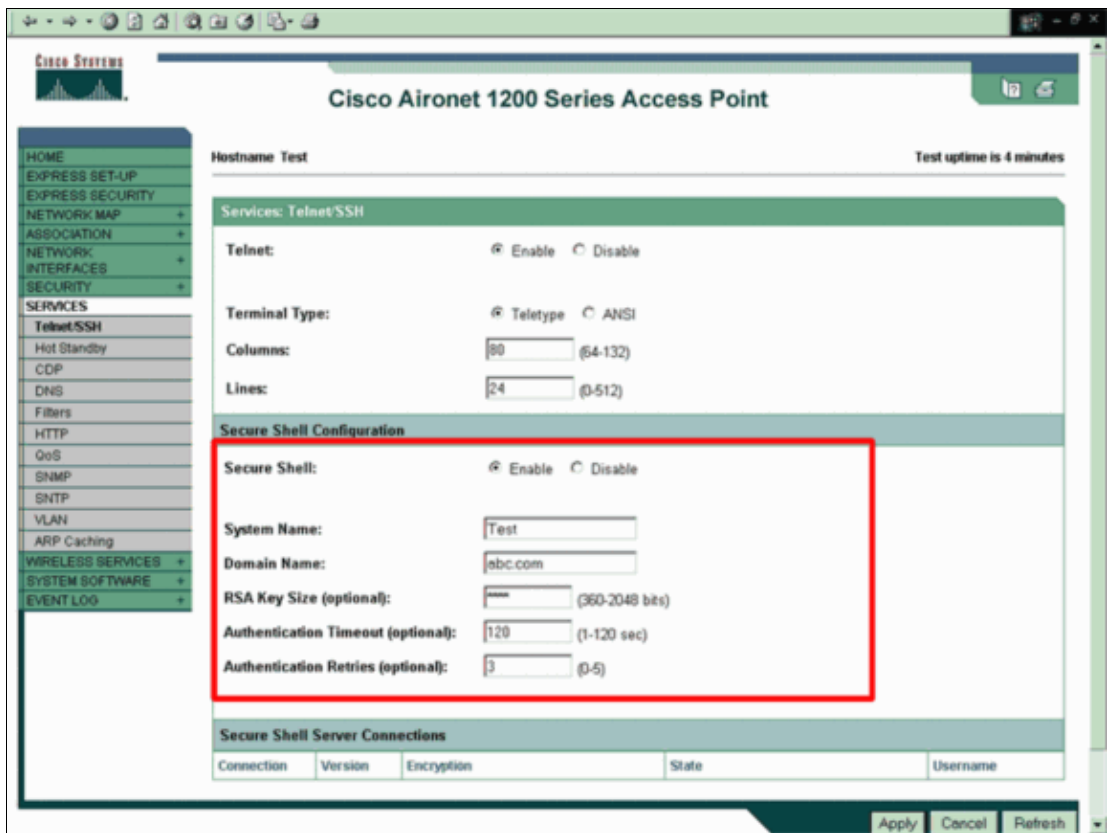 CISCO SYSTEMS
Cisco Aironet 1200 Series Access Point
HOME
EXPRESS SET-UP
EXPRESS SECURITY
NETWORK MAP +
ASSOCIATION +
NETWORK
INTERFACES +
SECURITY +
SERVICES
Telnet/SSH
Hot Standby
CDP
DNS
Filters
HTTP
QoS
SNMP
SNTP
VLAN
ARP Caching
WIRELESS SERVICES +
SYSTEM SOFTWARE +
EVENT LOG +
Hostname Test
Test uptime is 4 minutes
Services: Telnet/SSH
Telnet: Enable Disable
Terminal Type: Teletype ANSI
Columns: 80 (64-132)
Lines: 24 (0-512)
Secure Shell Configuration
Secure Shell: Enable Disable
System Name: Test
Domain Name: abc.com
RSA Key Size (optional): **** (360-2048 bits)
Authentication Timeout (optional): 120 (1-120 sec)
Authentication Retries (optional): 3 (0-5)
Secure Shell Server Connections
Connection Version Encryption State Username
Apply Cancel Refresh